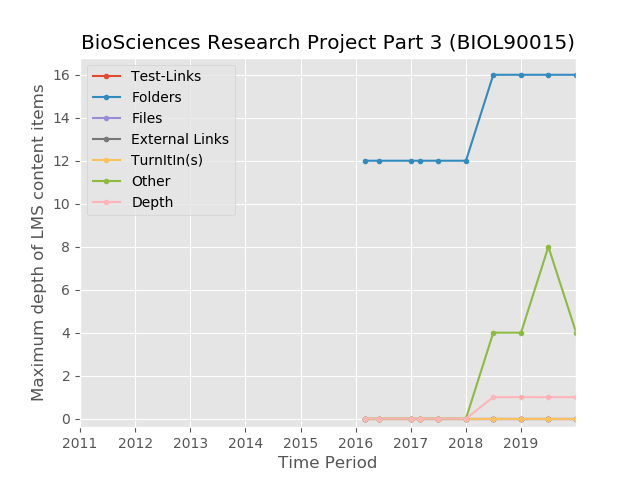 BioSciences Research Project Part 3 (BIOL90015)
Maximum depth of LMS content items
16
14
12
10
8
6
4
2
0
Test-Links
Folders
Files
External Links
TurnItIn(s)
Other
Depth
2011 2012 2013 2014 2015 2016 2017 2018 2019
Time Period